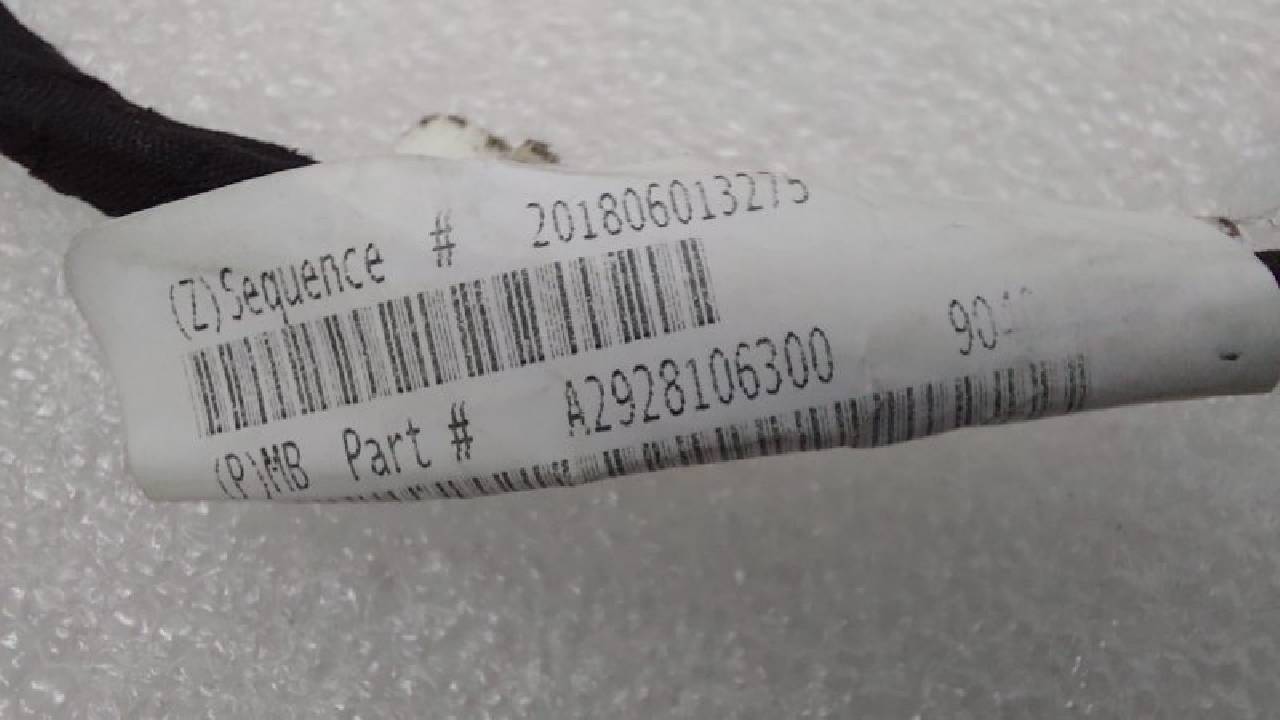 (Z)Sequence # 201806013275
(P)MB Part # A2928106300